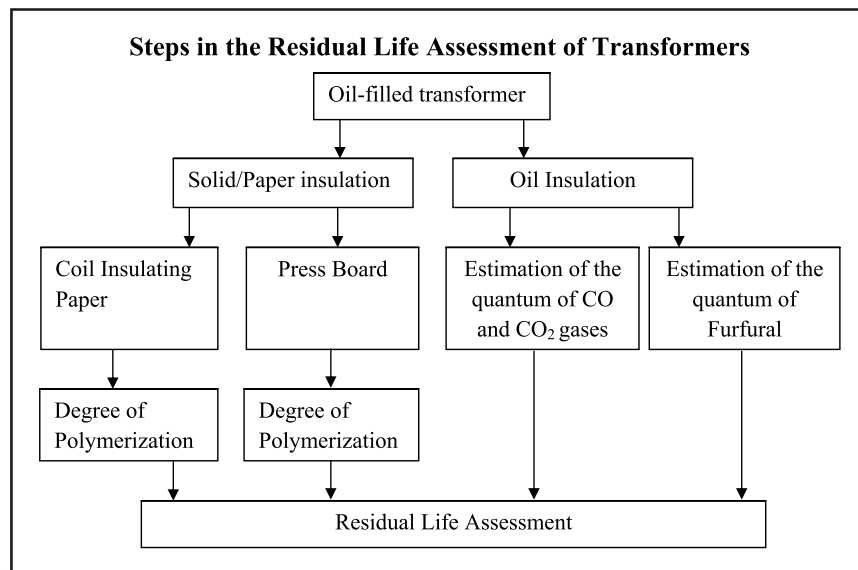 Steps in the Residual Life Assessment of Transformers
Oil-filled transformer
Solid/Paper insulation
Oil Insulation
Coil Insulating
Paper
Press Board
Estimation of the
quantum of CO
and CO₂ gases
Estimation of the
quantum of
Furfural
Degree of
Polymerization
Degree of
Polymerization
Residual Life Assessment